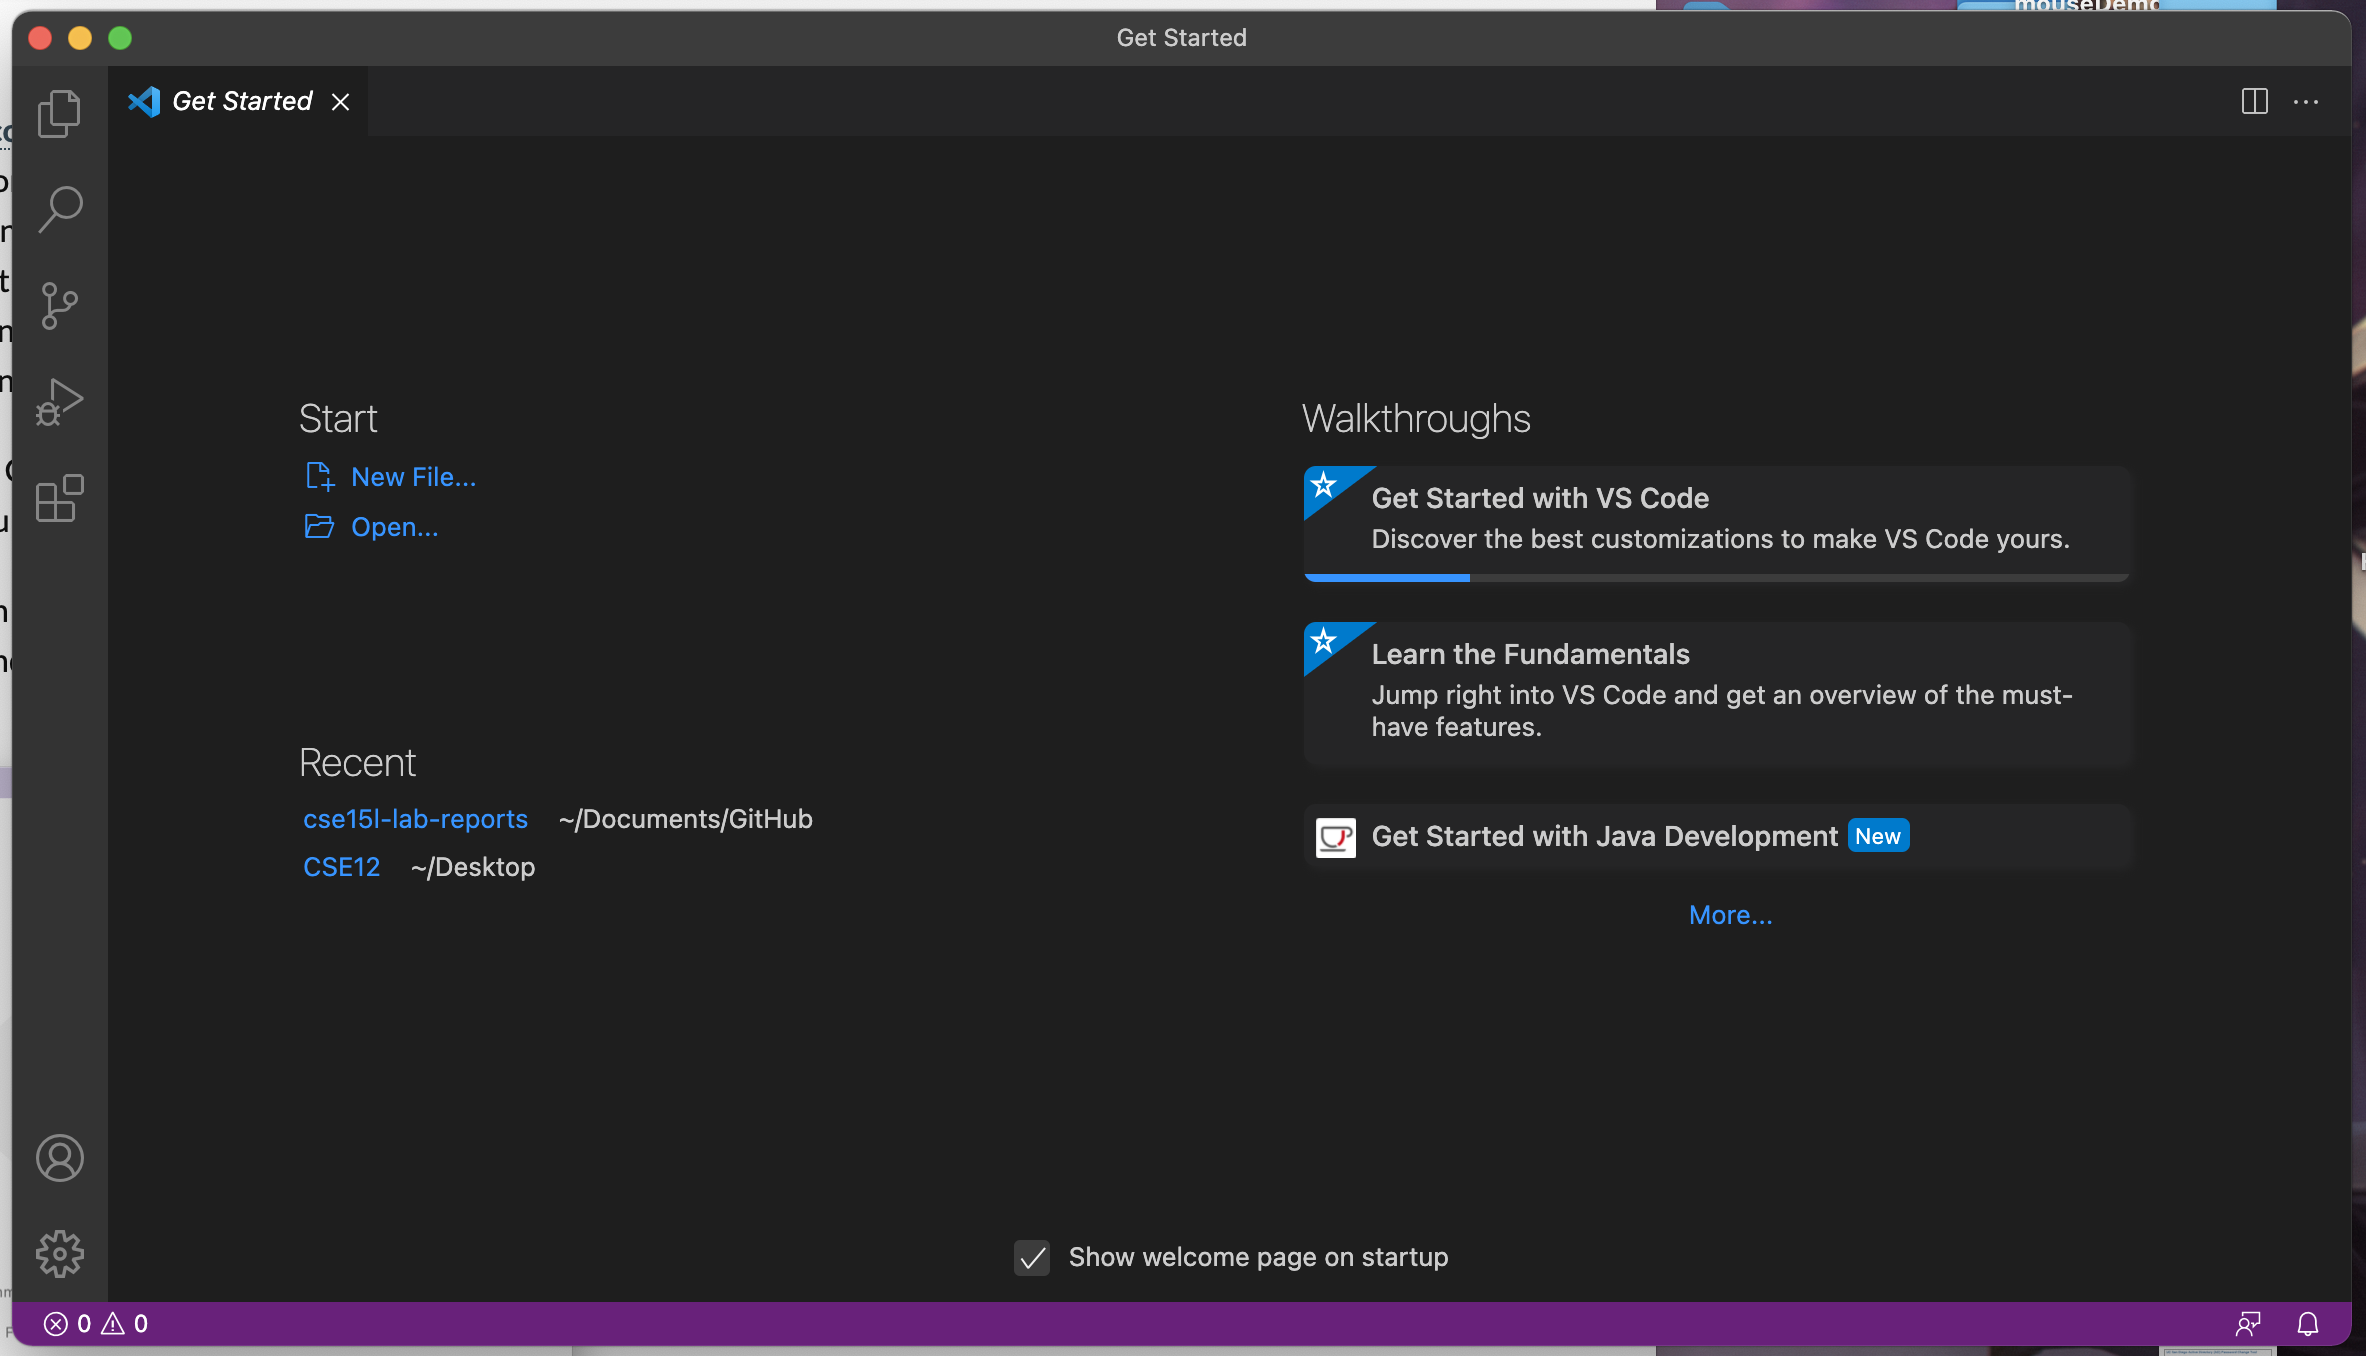 mouseDemo
Get Started
Get Started
Start
New File...
Open...
Recent
cse15l-lab-reports ~/Documents/GitHub
CSE12 ~/Desktop
Walkthroughs
Get Started with VS Code
Discover the best customizations to make VS Code yours.
Learn the Fundamentals
Jump right into VS Code and get an overview of the must-
have features.
Get Started with Java Development New
More...
Show welcome page on startup
0 0